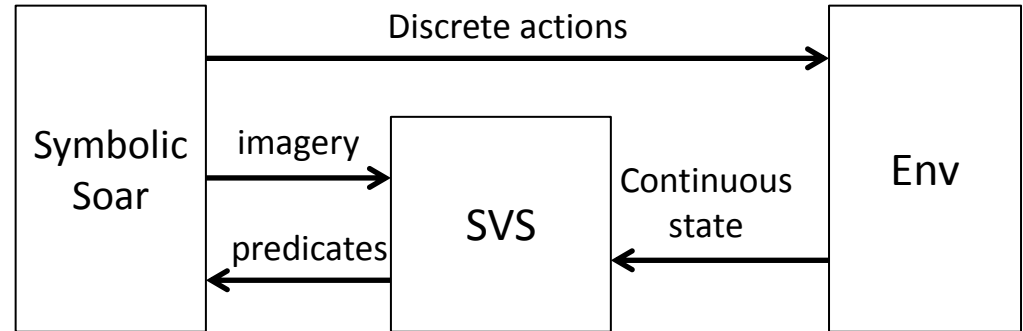 Discrete actions
Symbolic
Soar
imagery
predicates
SVS
Continuous
state
Env